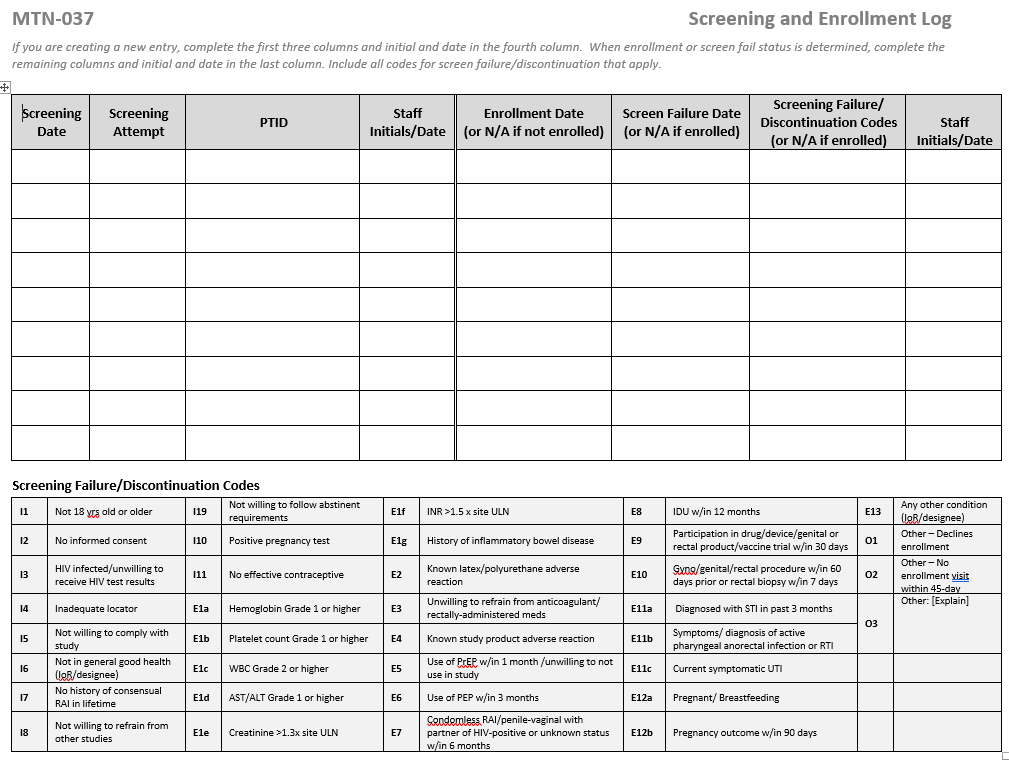 MTN-037
Screening and Enrollment Log
If you are creating a new entry, complete the first three columns and initial and date in the fourth column.  When enrollment or screen fail status is determined, complete the
remaining columns and initial and date in the last column. Include all codes for screen failure/discontinuation that apply.
Screening
Date
Screening
Attempt
PTID
Staff
Initials/Date
Enrollment Date
(or N/A if not enrolled)
Screen Failure Date
(or N/A if enrolled)
Screening Failure/
Discontinuation Codes
(or N/A if enrolled)
Staff
Initials/Date
Screening Failure/Discontinuation Codes
I1
Not 18 yrs old or older
I19
Not willing to follow abstinent
requirements
E1f
INR >1.5 x site ULN
E8
IDU w/in 12 months
E13
Any other condition
(IoR/designee)
I2
No informed consent
I10
Positive pregnancy test
E1g
History of inflammatory bowel disease
E9
Participation in drug/device/genital or
rectal product/vaccine trial w/in 30 days
O1
Other – Declines
enrollment
I3
HIV infected/unwilling to
receive HIV test results
I11
No effective contraceptive
E2
Known latex/polyurethane adverse
reaction
E10
Gyno/genital/rectal procedure w/in 60
days prior or rectal biopsy w/in 7 days
O2
Other – No
enrollment visit
within 45-day
I4
Inadequate locator
E1a
Hemoglobin Grade 1 or higher
E3
Unwilling to refrain from anticoagulant/
rectally-administered meds
E11a
Diagnosed with STI in past 3 months
O3
Other: [Explain]
I5
Not willing to comply with
study
E1b
Platelet count Grade 1 or higher
E4
Known study product adverse reaction
E11b
Symptoms/ diagnosis of active
pharyngeal anorectal infection or RTI
I6
Not in general good health
(IoR/designee)
E1c
WBC Grade 2 or higher
E5
Use of PrEP w/in 1 month /unwilling to not
use in study
E11c
Current symptomatic UTI
I7
No history of consensual
RAI in lifetime
E1d
AST/ALT Grade 1 or higher
E6
Use of PEP w/in 3 months
E12a
Pregnant/ Breastfeeding
I8
Not willing to refrain from
other studies
E1e
Creatinine >1.3x site ULN
E7
Condomless RAI/penile-vaginal with
partner of HIV-positive or unknown status
w/in 6 months
E12b
Pregnancy outcome w/in 90 days